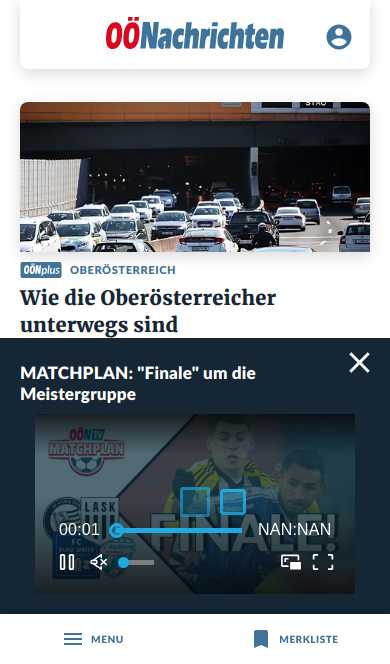 OÖNachrichten
STAU
OÖNplus OBERÖSTERREICH
Wie die Oberösterreicher
unterwegs sind
MATCHPLAN: "Finale" um die
Meistergruppe
OÖN TV
MATCHPLAN:
LASK
FC
FINALE!
00:01
NAN:NAN
MENU
MERKLISTE